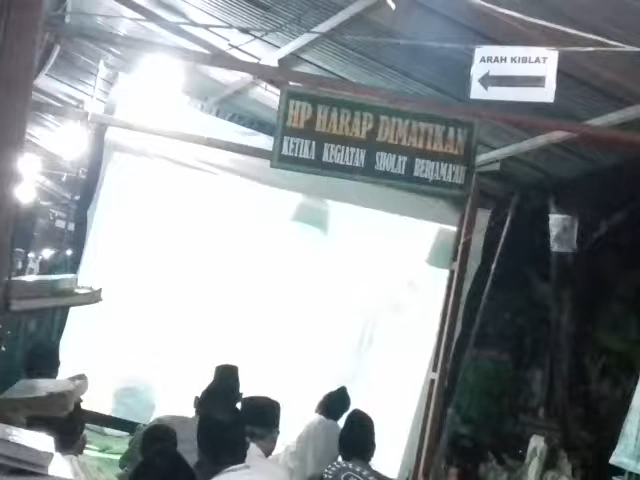 ARAH KIBLAT
HP HARAP DIMATIKAN
KETIKA KEGIATAN SHOLAT BERJAMA'AH